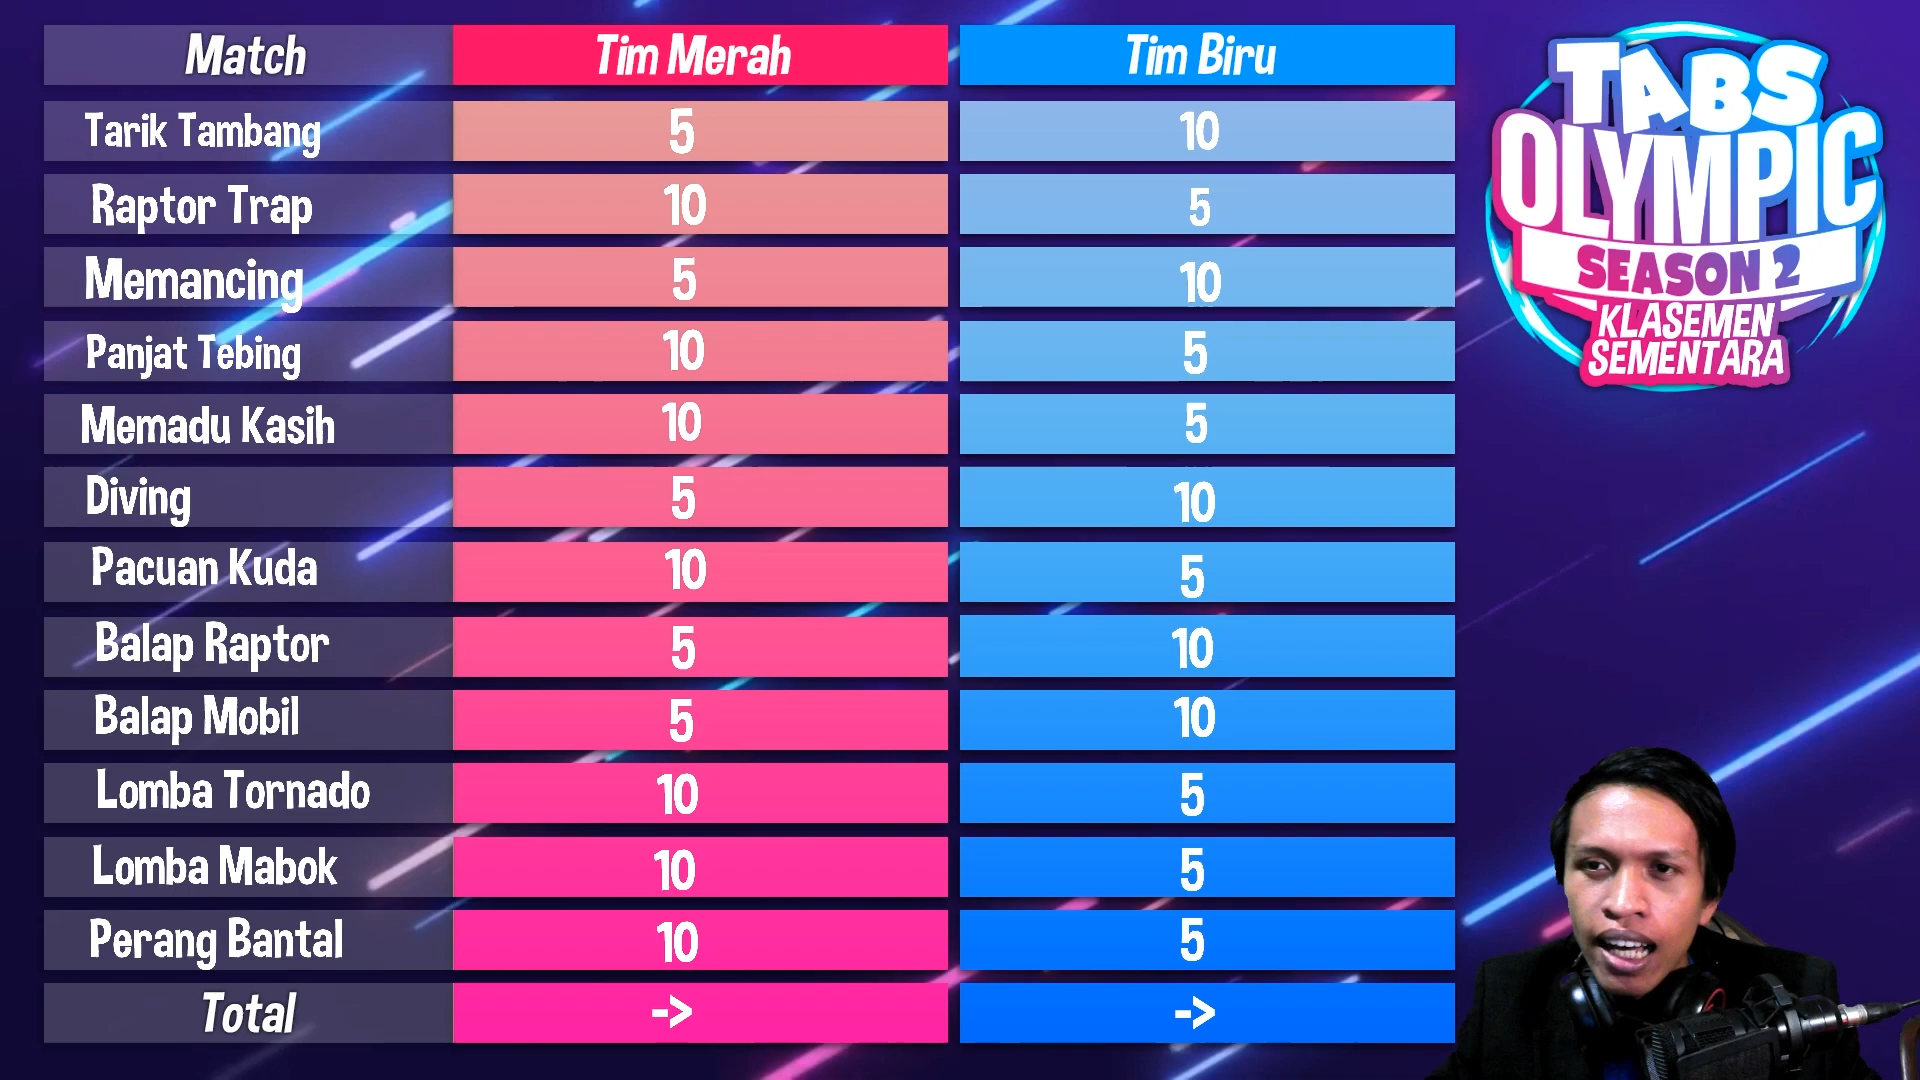 Match Tim Merah Tim Biru
Tarik Tambang 5 10
Raptor Trap 10 5
Memancing 5 10
Panjat Tebing 10 5
Memadu Kasih 10 5
Diving 5 10
Pacuan Kuda 10 5
Balap Raptor 5 10
Balap Mobil 5 10
Lomba Tornado 10 5
Lomba Mabok 10 5
Perang Bantal 10 5
Total -> ->
TABS
OLYMPIC
SEASON 2
KLASEMEN
SEMENTARA